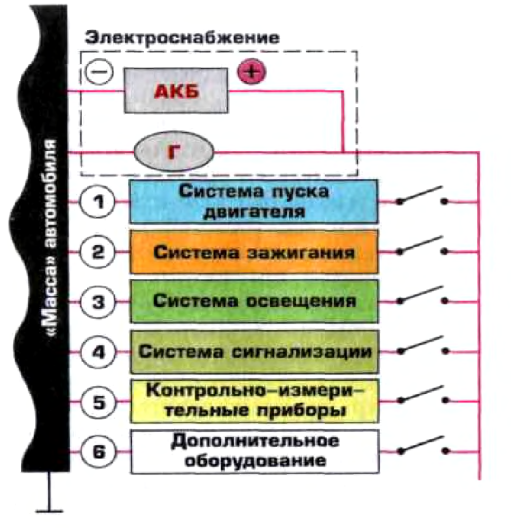 Электроснабжение
− +
АКБ
Г
«Масса» автомобиля
1 Система пуска
двигателя
2 Система зажигания
3 Система освещения
4 Система сигнализации
5 Контрольно–измери–
тельные приборы
6 Дополнительное
оборудование